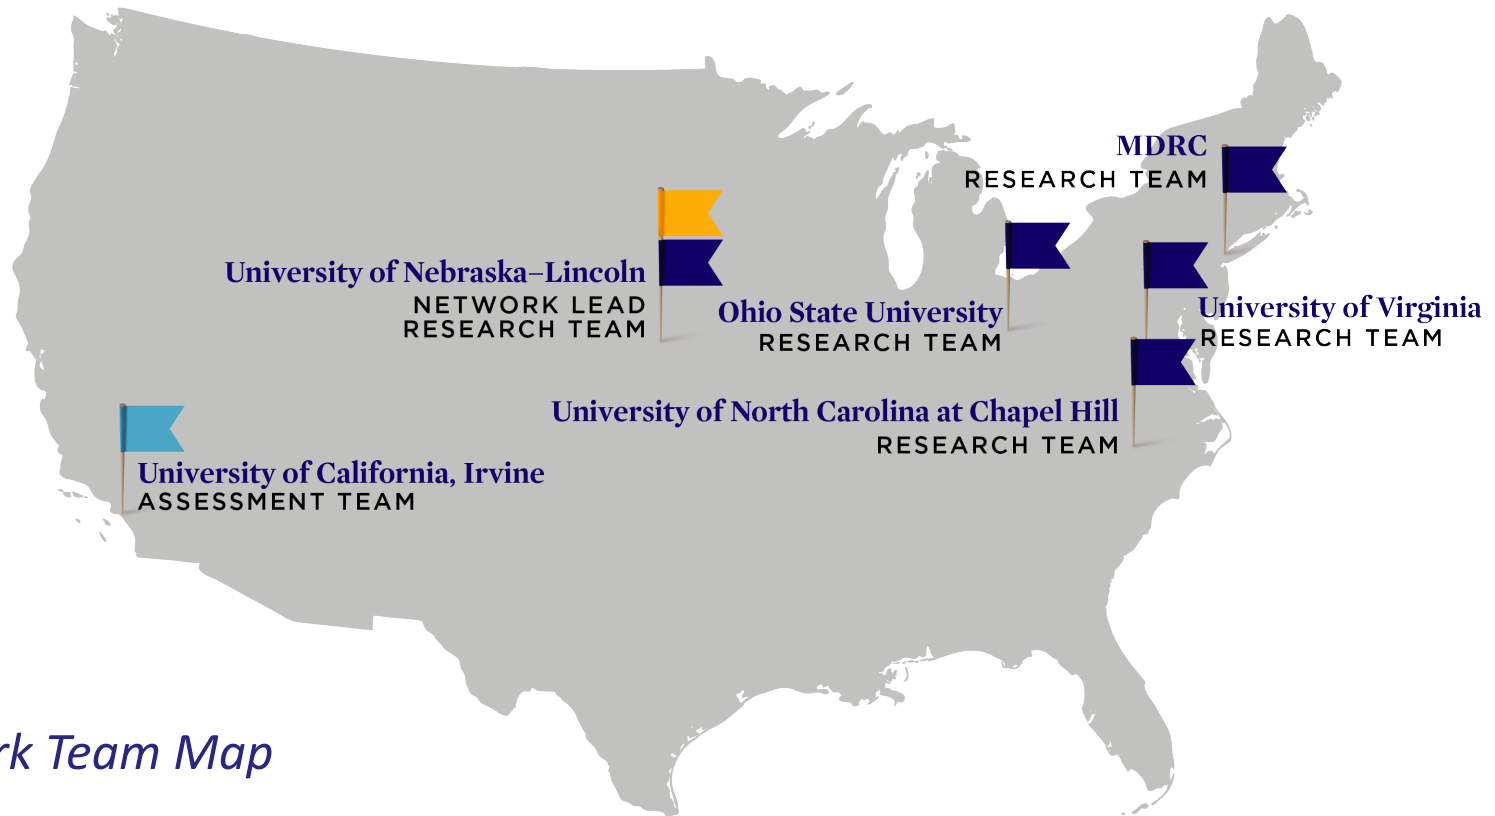 MDRC
RESEARCH TEAM
University of Nebraska–Lincoln
NETWORK LEAD
RESEARCH TEAM
Ohio State University
RESEARCH TEAM
University of Virginia
RESEARCH TEAM
University of North Carolina at Chapel Hill
RESEARCH TEAM
University of California, Irvine
ASSESSMENT TEAM
rk Team Map